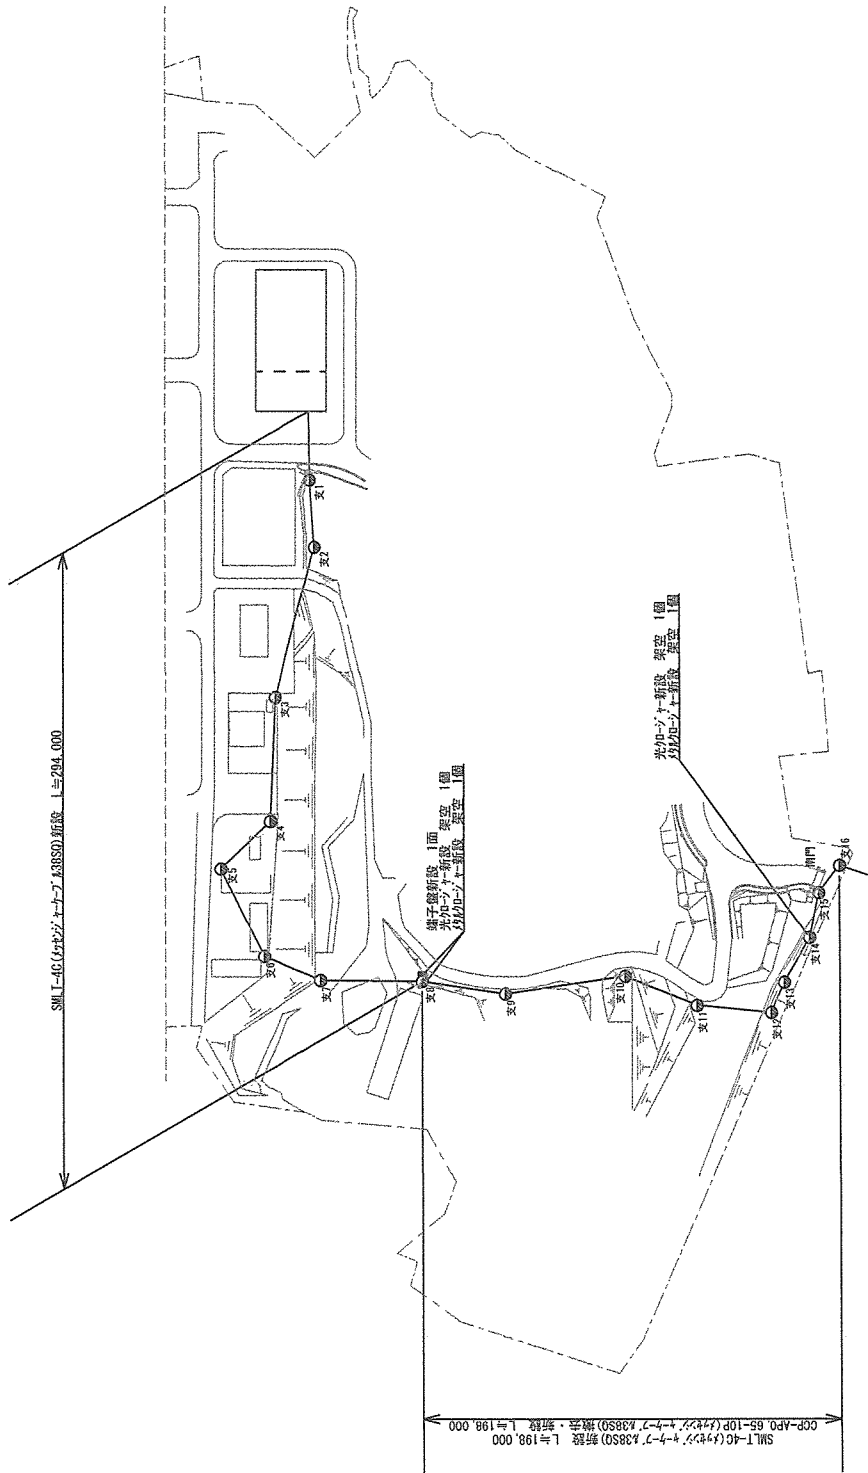 SMLT-4C(ﾒｯｾﾝｼﾞｬｰｹｰﾌﾞﾙ38SQ)新設 L≒294,000
支1
支2
支3
支4
支5
支6
支7
支8
端子盤新設 1面
光ｸﾛｰｼﾞｬｰ新設 架空 1個
ﾒﾀﾙｸﾛｰｼﾞｬｰ新設 架空 1個
支9
支10
支11
支12
支13
支14
支15
支16
光ｸﾛｰｼﾞｬｰ新設 架空 1個
ﾒﾀﾙｸﾛｰｼﾞｬｰ新設 架空 1個
SMLT-4C(ﾒｯｾﾝｼﾞｬｰｹｰﾌﾞﾙ38SQ)新設 L≒198,000
CCP-AP0.65-10P(ﾒｯｾﾝｼﾞｬｰｹｰﾌﾞﾙ38SQ)撤去・新設 L≒198,000